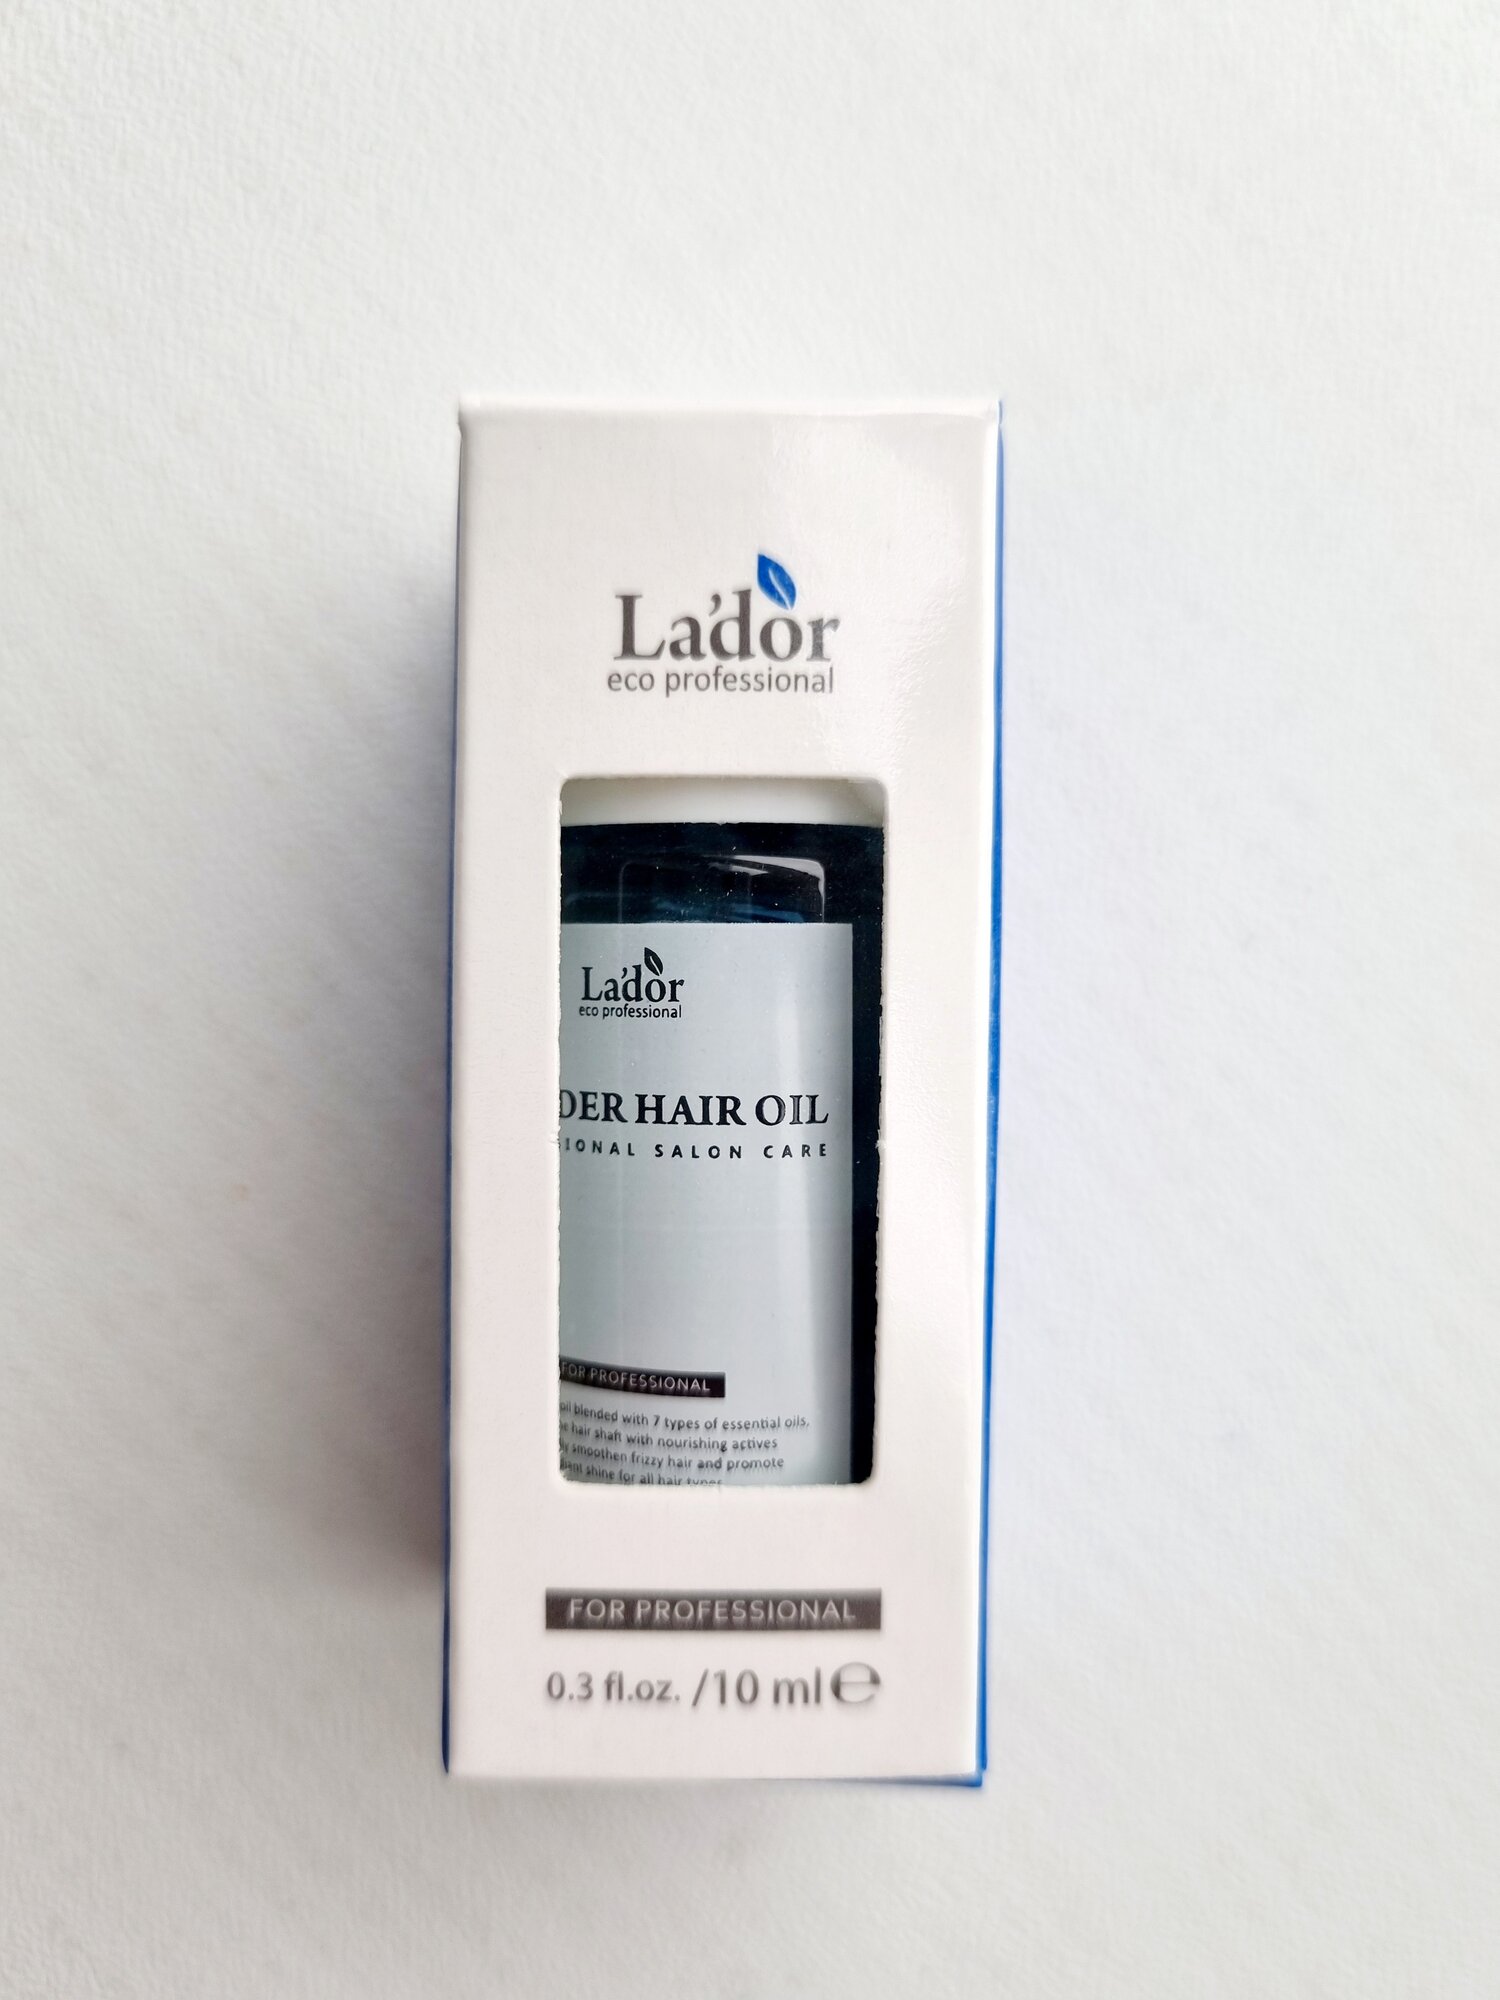 La'dor
eco professional
La'dor
eco professional
DER HAIR OIL
IONAL SALON CARE
FOR PROFESSIONAL
oil blended with 7 types of essential oils.
hair shaft with nourishing actives
smoothen frizzy hair and promote
shine for all hair types
FOR PROFESSIONAL
0.3 fl.oz. /10 ml ℮